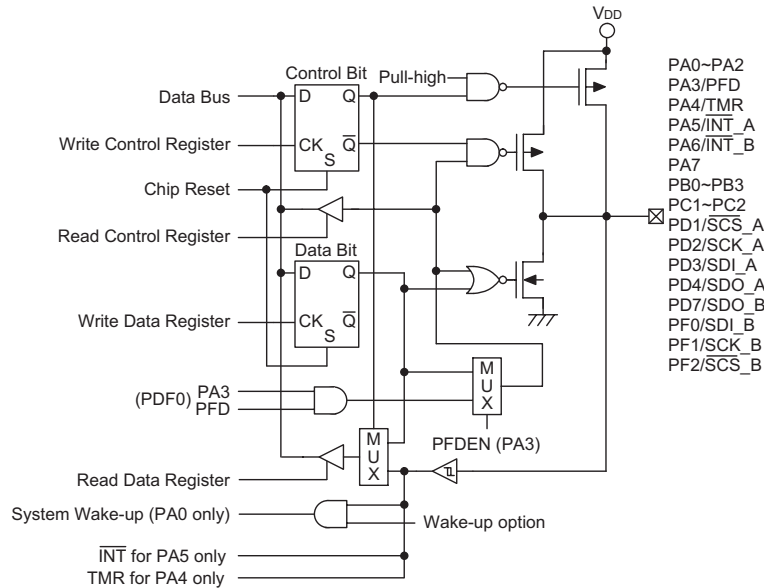 VDD
Control Bit
Pull-high
Data Bus
D
Q
Write Control Register
CK
Q
S
Chip Reset
Read Control Register
Data Bit
D
Q
Write Data Register
CK
Q
S
(PDF0)
PA3
PFD
M
U
X
PFDEN (PA3)
M
U
X
Read Data Register
System Wake-up (PA0 only)
Wake-up option
INT for PA5 only
TMR for PA4 only
PA0~PA2
PA3/PFD
PA4/TMR
PA5/INT_A
PA6/INT_B
PA7
PB0~PB3
PC1~PC2
PD1/SCS_A
PD2/SCK_A
PD3/SDI_A
PD4/SDO_A
PD7/SDO_B
PF0/SDI_B
PF1/SCK_B
PF2/SCS_B